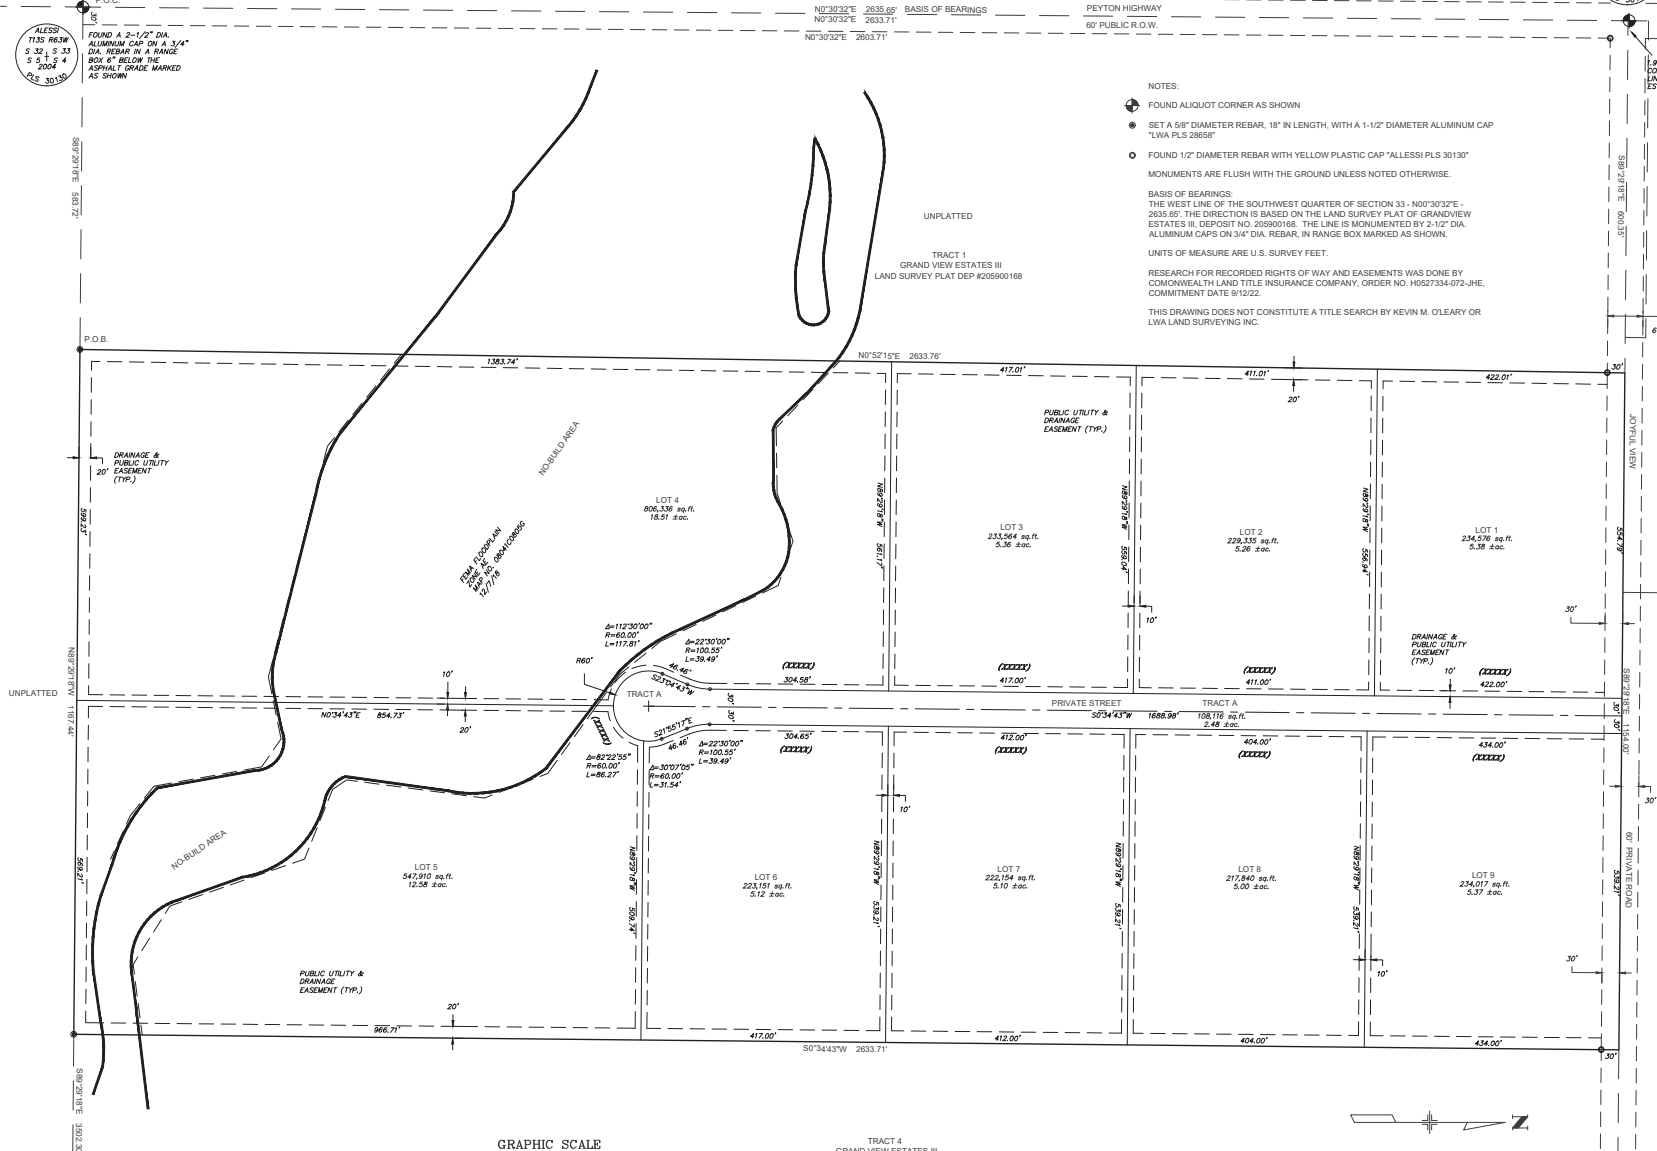 P.O.C.
30'
N0°30'32"E 2635.65' BASIS OF BEARINGS
N0°30'32"E 2633.71'
N0°30'32"E 2603.71'
PEYTON HIGHWAY
60' PUBLIC R.O.W.
ALESSI
T13S R63W
S 32 S 33
S 5 S 4
2004
PLS 30130
FOUND A 2-1/2" DIA.
ALUMINUM CAP ON A 3/4"
DIA. REBAR IN A RANGE
BOX 6" BELOW THE
ASPHALT GRADE MARKED
AS SHOWN
S89°29'18"E 583.72'
NOTES:
FOUND ALIQUOT CORNER AS SHOWN
SET A 5/8" DIAMETER REBAR, 18" IN LENGTH, WITH A 1-1/2" DIAMETER ALUMINUM CAP
"LWA PLS 28658"
FOUND 1/2" DIAMETER REBAR WITH YELLOW PLASTIC CAP "ALLESSI PLS 30130"
MONUMENTS ARE FLUSH WITH THE GROUND UNLESS NOTED OTHERWISE.
BASIS OF BEARINGS:
THE WEST LINE OF THE SOUTHWEST QUARTER OF SECTION 33 - N00°30'32"E -
2635.65'. THE DIRECTION IS BASED ON THE LAND SURVEY PLAT OF GRANDVIEW
ESTATES III, DEPOSIT NO. 205900168. THE LINE IS MONUMENTED BY 2-1/2" DIA.
ALUMINUM CAPS ON 3/4" DIA. REBAR, IN RANGE BOX MARKED AS SHOWN.
UNITS OF MEASURE ARE U.S. SURVEY FEET.
RESEARCH FOR RECORDED RIGHTS OF WAY AND EASEMENTS WAS DONE BY
COMONWEALTH LAND TITLE INSURANCE COMPANY, ORDER NO. H0527334-072-JHE,
COMMITMENT DATE 9/12/22.
THIS DRAWING DOES NOT CONSTITUTE A TITLE SEARCH BY KEVIN M. O'LEARY OR
LWA LAND SURVEYING INC.
S89°29'18"E 600.35'
UNPLATTED
TRACT 1
GRAND VIEW ESTATES III
LAND SURVEY PLAT DEP #205900168
P.O.B.
1383.74'
N0°52'15"E 2633.76'
417.01'
411.01'
422.01'
30'
20'
JOYFUL VIEW
PUBLIC UTILITY &
DRAINAGE
EASEMENT (TYP.)
NO-BUILD AREA
DRAINAGE &
PUBLIC UTILITY
EASEMENT
(TYP.)
20'
599.23'
LOT 4
806,336 sq.ft.
18.51 ±ac.
FEMA FLOODPLAIN
ZONE AE
MAP NO. 08041C0805G
12/7/18
N89°29'18"W 561.17'
LOT 3
233,564 sq.ft.
5.36 ±ac.
N89°29'18"W 559.04'
LOT 2
229,335 sq.ft.
5.26 ±ac.
N89°29'18"W 556.94'
LOT 1
234,576 sq.ft.
5.38 ±ac.
554.79'
30'
10'
DRAINAGE &
PUBLIC UTILITY
EASEMENT
(TYP.)
10'
Δ=112°30'00"
R=60.00'
L=117.81'
Δ=22°30'00"
R=100.55'
L=39.49'
R60'
46.46'
S23°04'43"W
(XXXXX)
304.58'
(XXXXX)
417.00'
(XXXXX)
411.00'
(XXXXX)
422.00'
UNPLATTED
N89°29'18"W 1167.44'
10'
20'
N0°34'43"E 854.73'
TRACT A
30'
30'
PRIVATE STREET
S0°34'43"W 1688.98'
TRACT A
108,116 sq.ft.
2.48 ±ac.
30'
30'
S89°29'18"E 1154.00'
(XXXXX)
S21°55'17"E
46.46'
Δ=82°22'55"
R=60.00'
L=86.27'
Δ=30°07'05"
R=60.00'
L=31.54'
Δ=22°30'00"
R=100.55'
L=39.49'
304.65'
(XXXXX)
412.00'
(XXXXX)
404.00'
(XXXXX)
434.00'
(XXXXX)
10'
30'
NO-BUILD AREA
569.21'
LOT 5
547,910 sq.ft.
12.58 ±ac.
N89°29'18"W 509.74'
LOT 6
223,151 sq.ft.
5.12 ±ac.
N89°29'18"W 539.21'
LOT 7
222,154 sq.ft.
5.10 ±ac.
N89°29'18"W 539.21'
LOT 8
217,840 sq.ft.
5.00 ±ac.
N89°29'18"W 539.21'
LOT 9
234,017 sq.ft.
5.37 ±ac.
539.21'
60' PRIVATE ROAD
30'
10'
PUBLIC UTILITY &
DRAINAGE
EASEMENT (TYP.)
20'
966.71'
417.00'
412.00'
404.00'
434.00'
30'
S0°34'43"W 2633.71'
S89°29'18"E
GRAPHIC SCALE
TRACT 4
GRAND VIEW ESTATES III
N